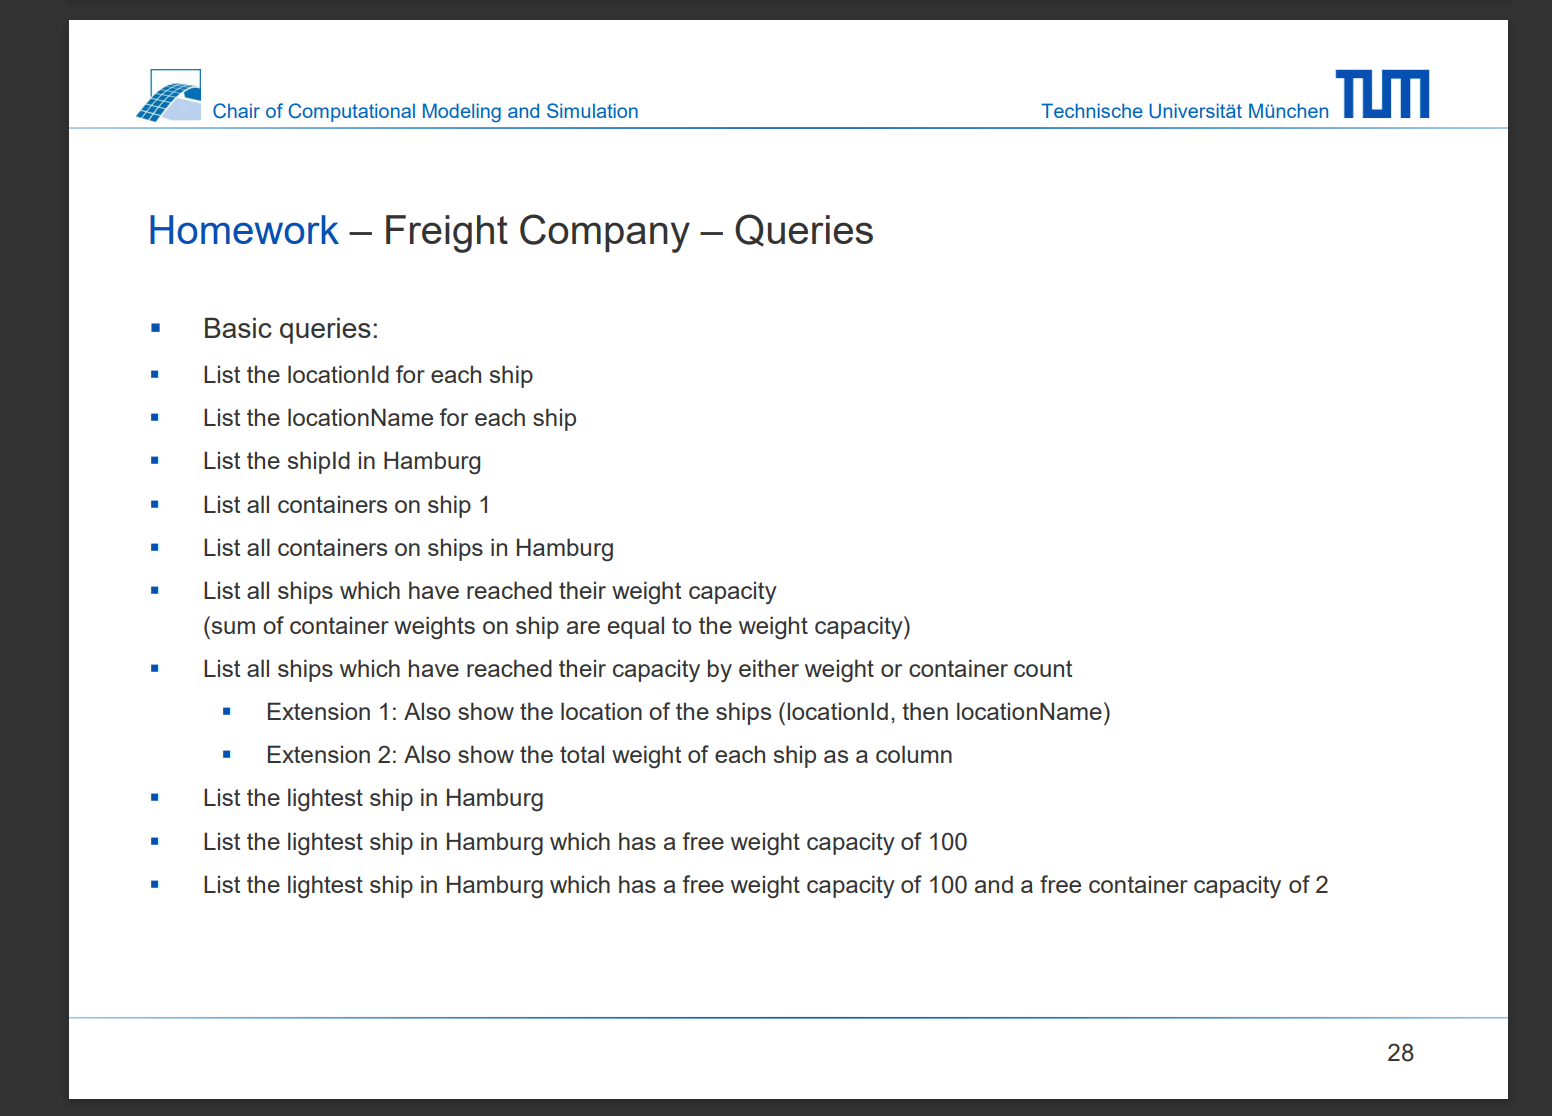 Chair of Computational Modeling and Simulation
Technische Universität München
TUM
Homework – Freight Company – Queries
▪ Basic queries:
▪ List the locationId for each ship
▪ List the locationName for each ship
▪ List the shipId in Hamburg
▪ List all containers on ship 1
▪ List all containers on ships in Hamburg
▪ List all ships which have reached their weight capacity
(sum of container weights on ship are equal to the weight capacity)
▪ List all ships which have reached their capacity by either weight or container count
▪ Extension 1: Also show the location of the ships (locationId, then locationName)
▪ Extension 2: Also show the total weight of each ship as a column
▪ List the lightest ship in Hamburg
▪ List the lightest ship in Hamburg which has a free weight capacity of 100
▪ List the lightest ship in Hamburg which has a free weight capacity of 100 and a free container capacity of 2
28